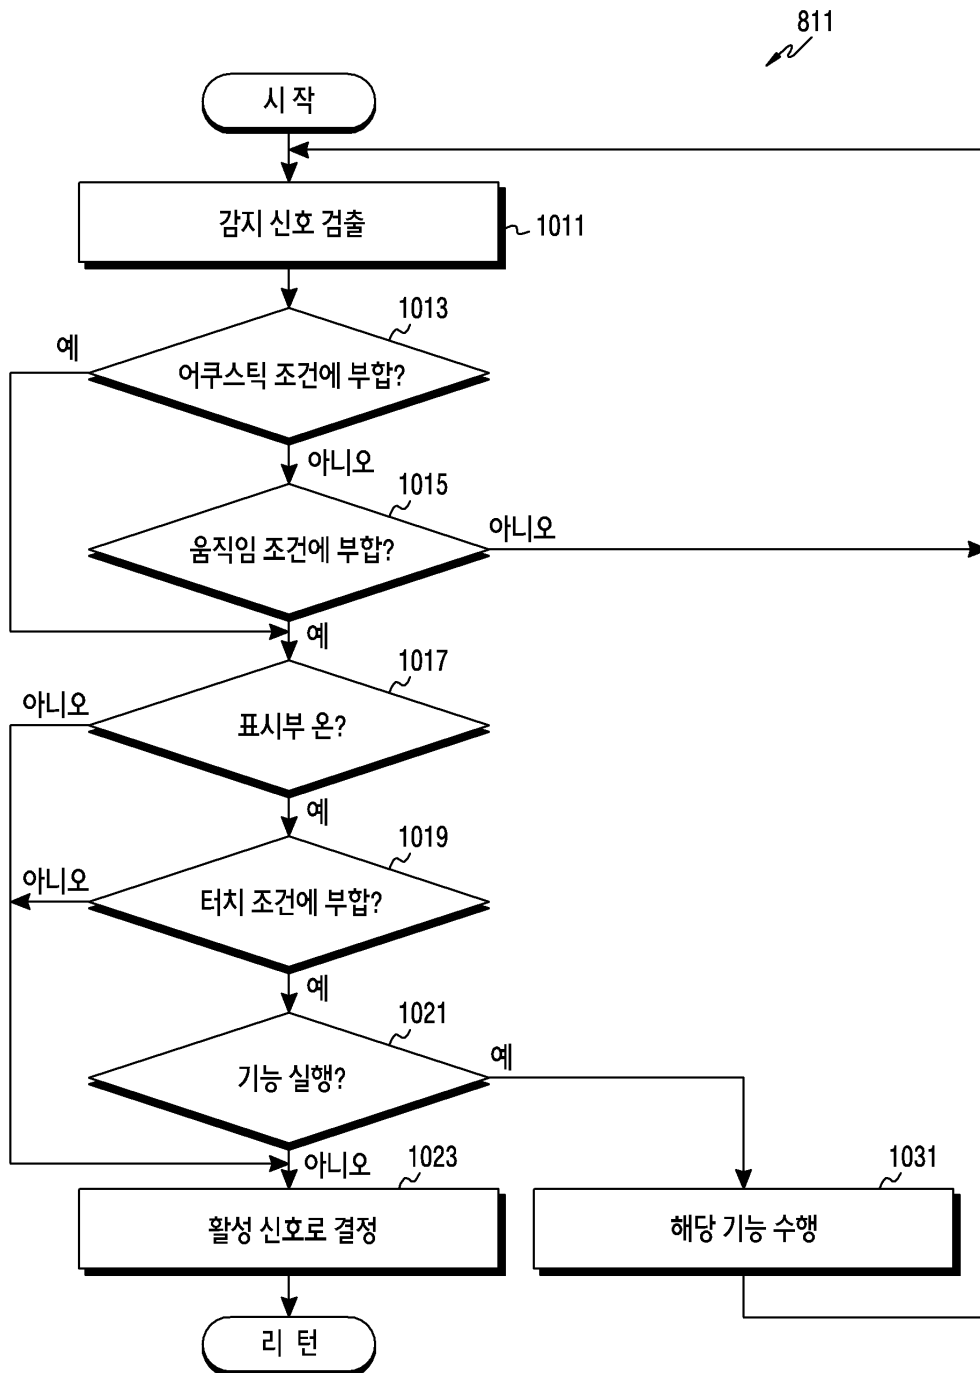 811
시 작
감지 신호 검출
1011
1013
예
어쿠스틱 조건에 부합?
아니오
1015
움직임 조건에 부합?
아니오
예
1017
아니오
표시부 온?
예
1019
아니오
터치 조건에 부합?
예
1021
기능 실행?
예
아니오
1023
활성 신호로 결정
1031
해당 기능 수행
리 턴